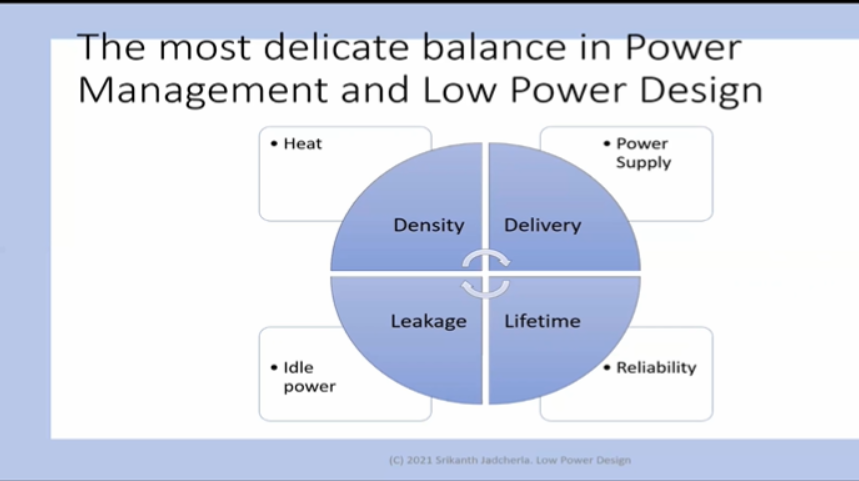 The most delicate balance in Power
Management and Low Power Design
• Heat
• Power
Supply
Density
Delivery
Leakage
Lifetime
• Idle
power
• Reliability
(C) 2021 Srikanth Jadcherla. Low Power Design